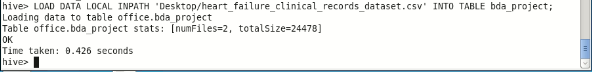 hive> LOAD DATA LOCAL INPATH 'Desktop/heart_failure_clinical_records_dataset.csv' INTO TABLE bda_project;
Loading data to table office.bda_project
Table office.bda_project stats: [numFiles=2, totalSize=24478]
OK
Time taken: 0.426 seconds
hive>